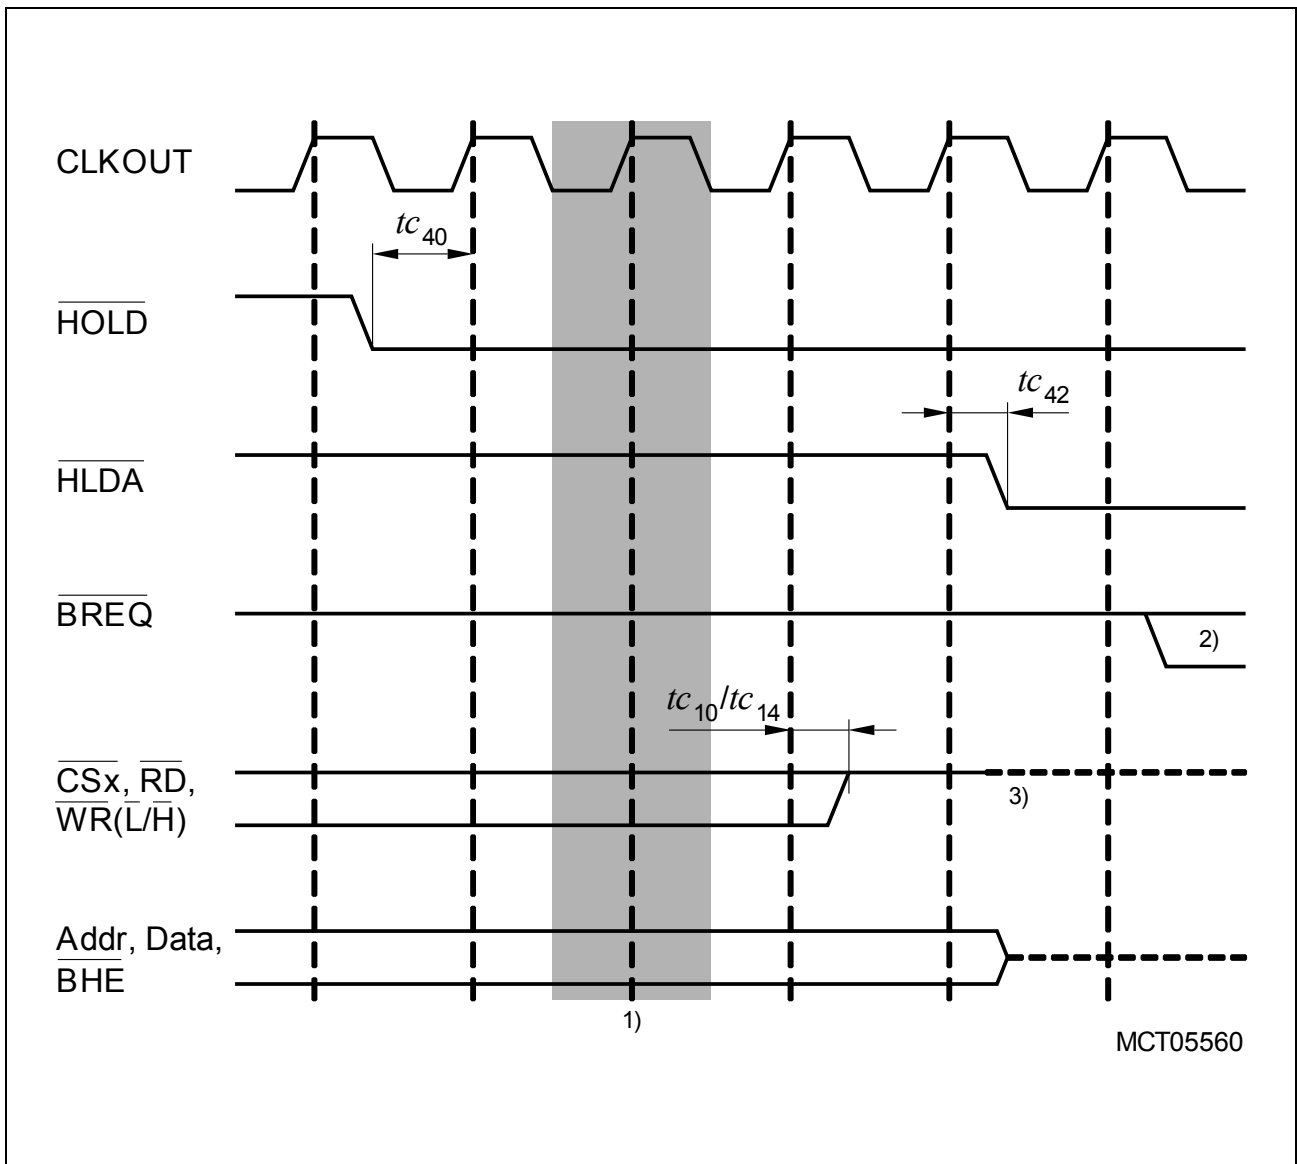 CLKOUT
tc40
HOLD
tc42
HLDA
BREQ
2)
tc10/tc14
CSx, RD,
WR(L/H)
3)
Addr, Data,
BHE
1)
MCT05560